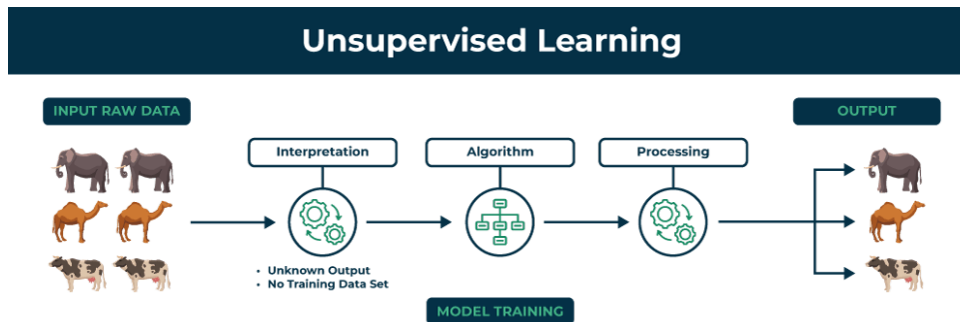 Unsupervised Learning
INPUT RAW DATA
OUTPUT
Interpretation
Algorithm
Processing
• Unknown Output
• No Training Data Set
MODEL TRAINING